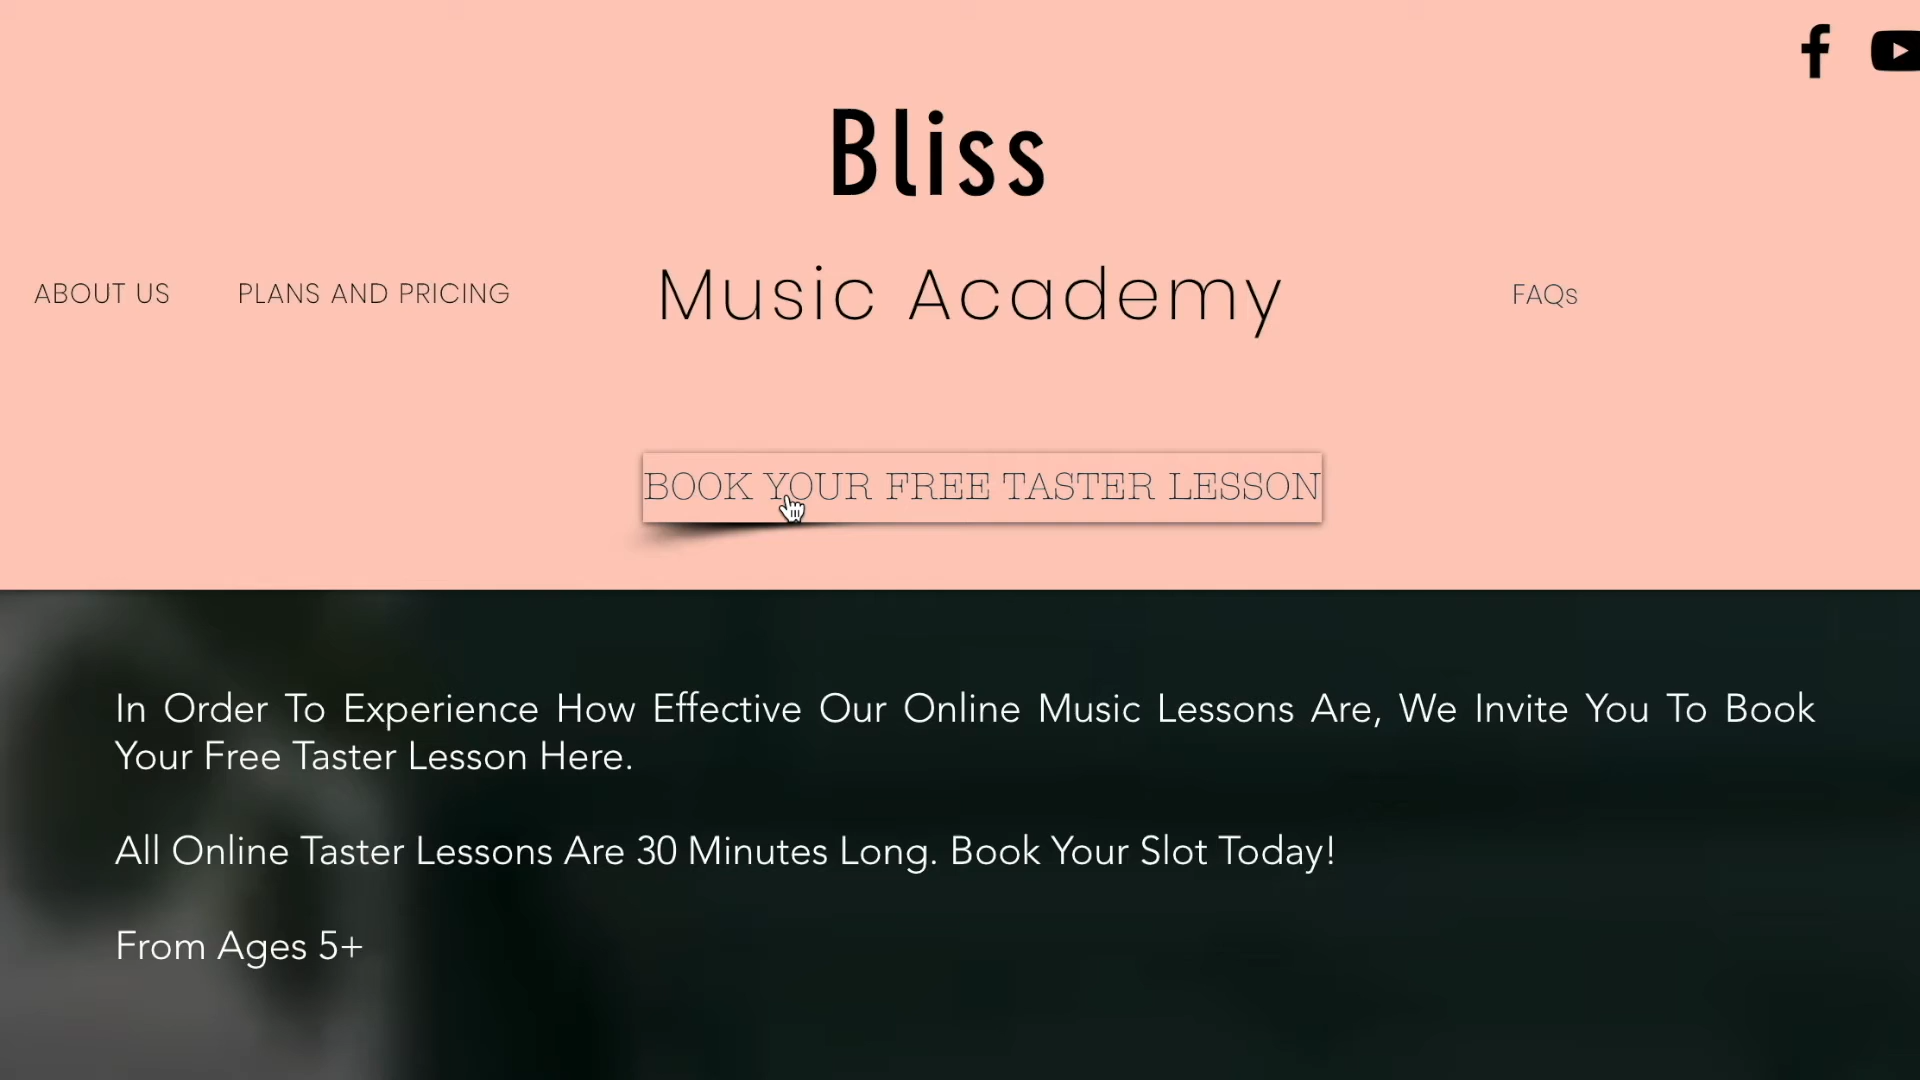 Bliss
ABOUT US
PLANS AND PRICING
Music Academy
FAQs
BOOK YOUR FREE TASTER LESSON
In Order To Experience How Effective Our Online Music Lessons Are, We Invite You To Book
Your Free Taster Lesson Here.
All Online Taster Lessons Are 30 Minutes Long. Book Your Slot Today!
From Ages 5+